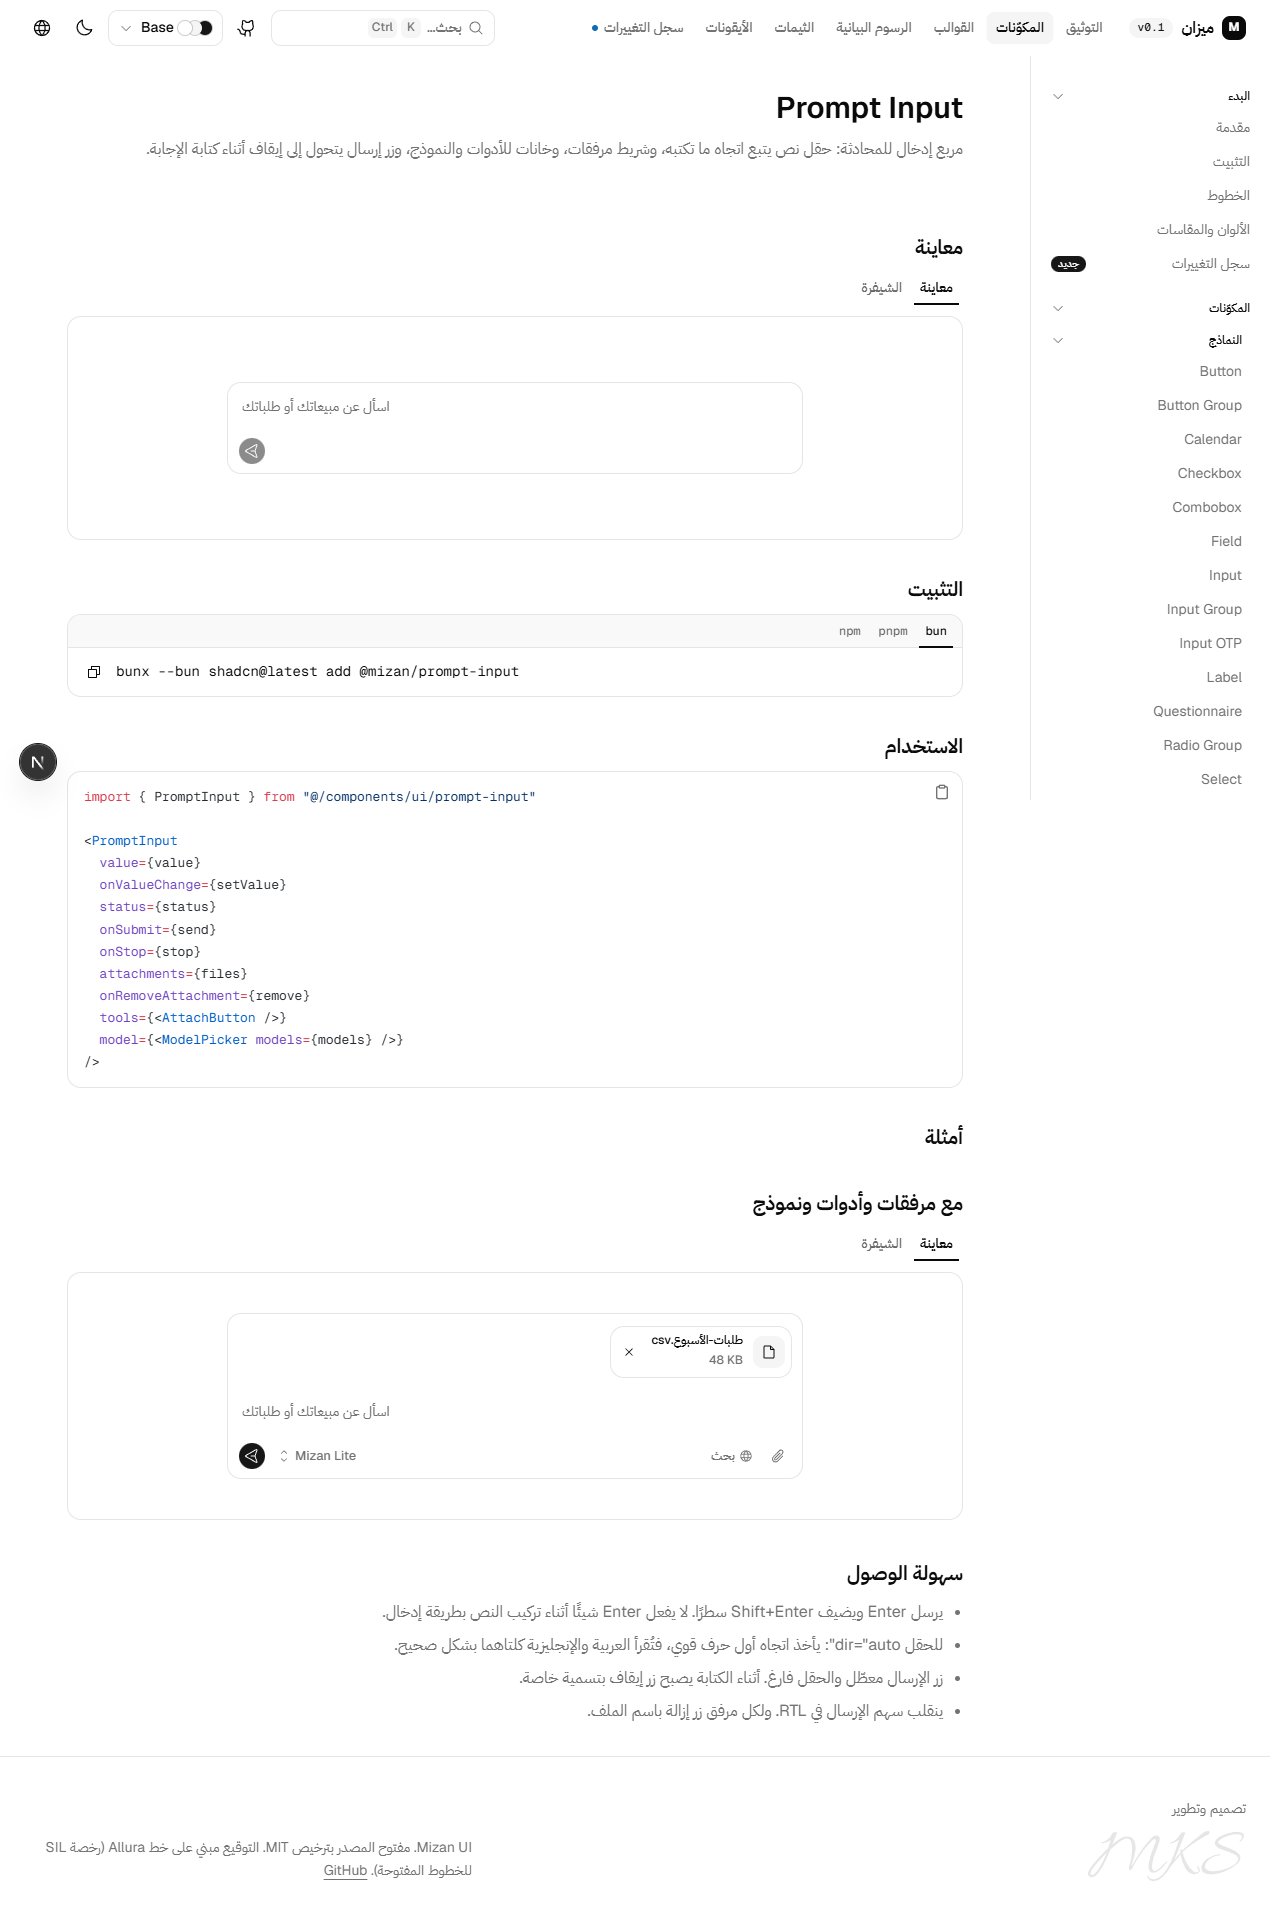 M ميزان v0.1 التوثيق المكوّنات القوالب الرسوم البيانية الثيمات الأيقونات سجل التغييرات بحث... K Ctrl Base
البدء
مقدمة
التثبيت
الخطوط
الألوان والمقاسات
سجل التغييرات جديد
المكوّنات
النماذج
Button
Button Group
Calendar
Checkbox
Combobox
Field
Input
Input Group
Input OTP
Label
Questionnaire
Radio Group
Select
Prompt Input
مربع إدخال للمحادثة: حقل نص يتبع اتجاه ما تكتبه، وشريط مرفقات، وخانات للأدوات والنموذج، وزر إرسال يتحول إلى إيقاف أثناء كتابة الإجابة.
معاينة
معاينة الشيفرة
اسأل عن مبيعاتك أو طلباتك
التثبيت
bun pnpm npm
bunx --bun shadcn@latest add @mizan/prompt-input
الاستخدام
import { PromptInput } from "@/components/ui/prompt-input"
<PromptInput
value={value}
onValueChange={setValue}
status={status}
onSubmit={send}
onStop={stop}
attachments={files}
onRemoveAttachment={remove}
tools={<AttachButton />}
model={<ModelPicker models={models} />}
/>
أمثلة
مع مرفقات وأدوات ونموذج
معاينة الشيفرة
طلبات-الأسبوع.csv
48 KB
اسأل عن مبيعاتك أو طلباتك
بحث Mizan Lite
سهولة الوصول
• يرسل Enter ويضيف Shift+Enter سطرًا. لا يفعل Enter شيئًا أثناء تركيب النص بطريقة إدخال.
• للحقل dir="auto": يأخذ اتجاه أول حرف قوي، فتُقرأ العربية والإنجليزية كلتاهما بشكل صحيح.
• زر الإرسال معطّل والحقل فارغ. أثناء الكتابة يصبح زر إيقاف بتسمية خاصة.
• ينقلب سهم الإرسال في RTL. ولكل مرفق زر إزالة باسم الملف.
تصميم وتطوير
MKS
Mizan UI. مفتوح المصدر بترخيص MIT. التوقيع مبني على خط Allura (رخصة SIL
للخطوط المفتوحة). GitHub